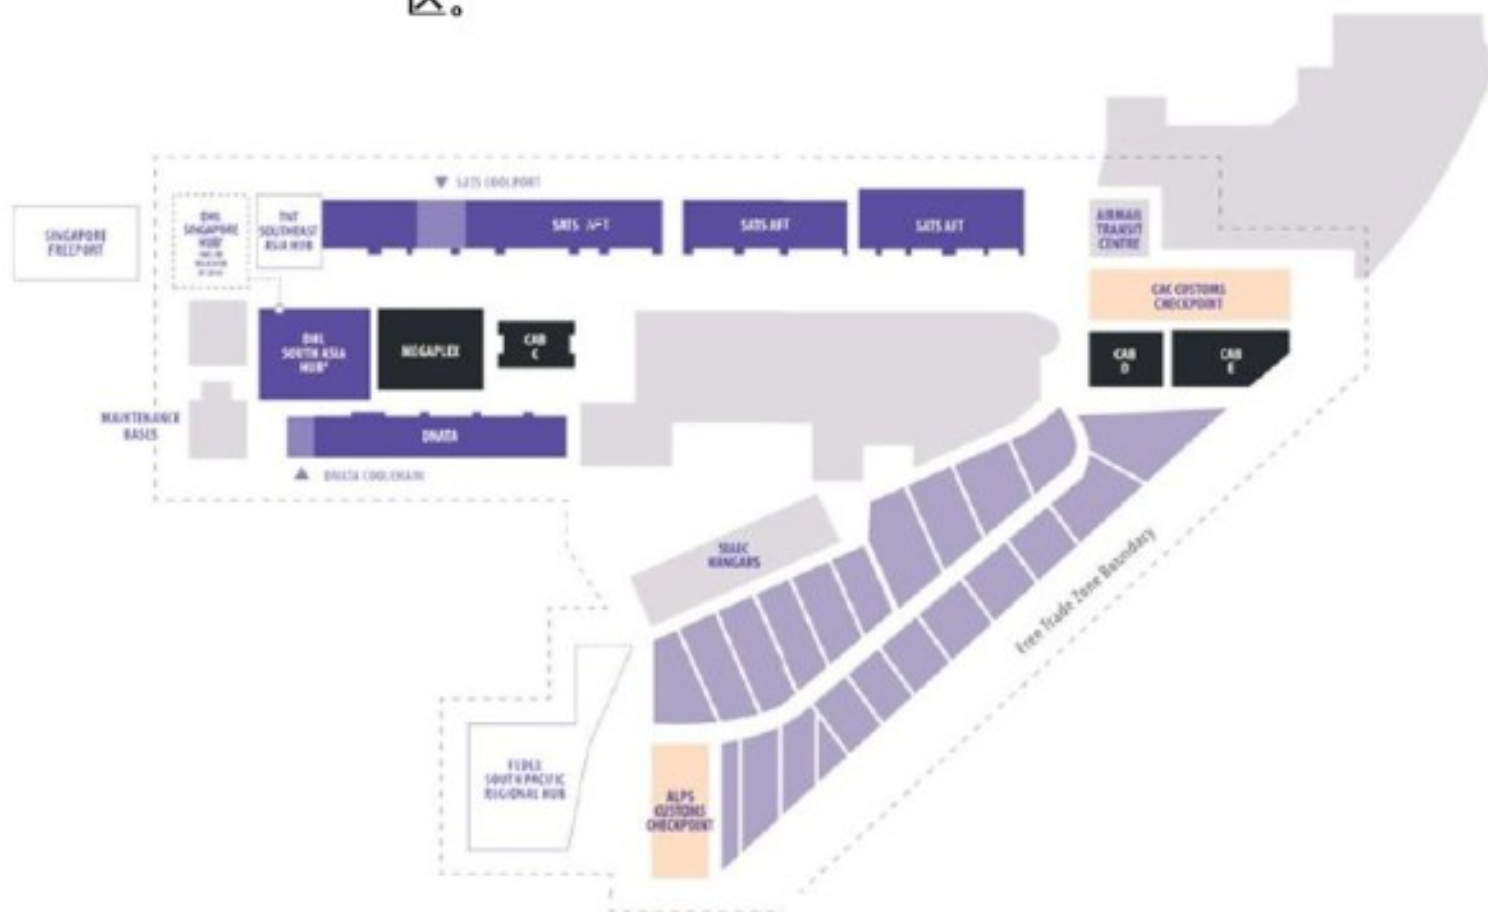 SATS COOLPORT
SINGAPORE
FREEPORT
DHL
SINGAPORE
HUB
TNT
SOUTHEAST
ASIA HUB
SATS AFT
SATS AFT
SATS AFT
AIRMAIL
TRANSIT
CENTRE
CAC CUSTOMS
CHECKPOINT
DHL
SOUTH ASIA
HUB*
MEGAPLEX
CAB
C
CAB
D
CAB
E
MAINTENANCE
BASES
DNATA
DNATA COOLCHAIN
HANGARS
Free Trade Zone Boundary
FEDEX
SOUTH PACIFIC
REGIONAL HUB
ALPS
CUSTOMS
CHECKPOINT